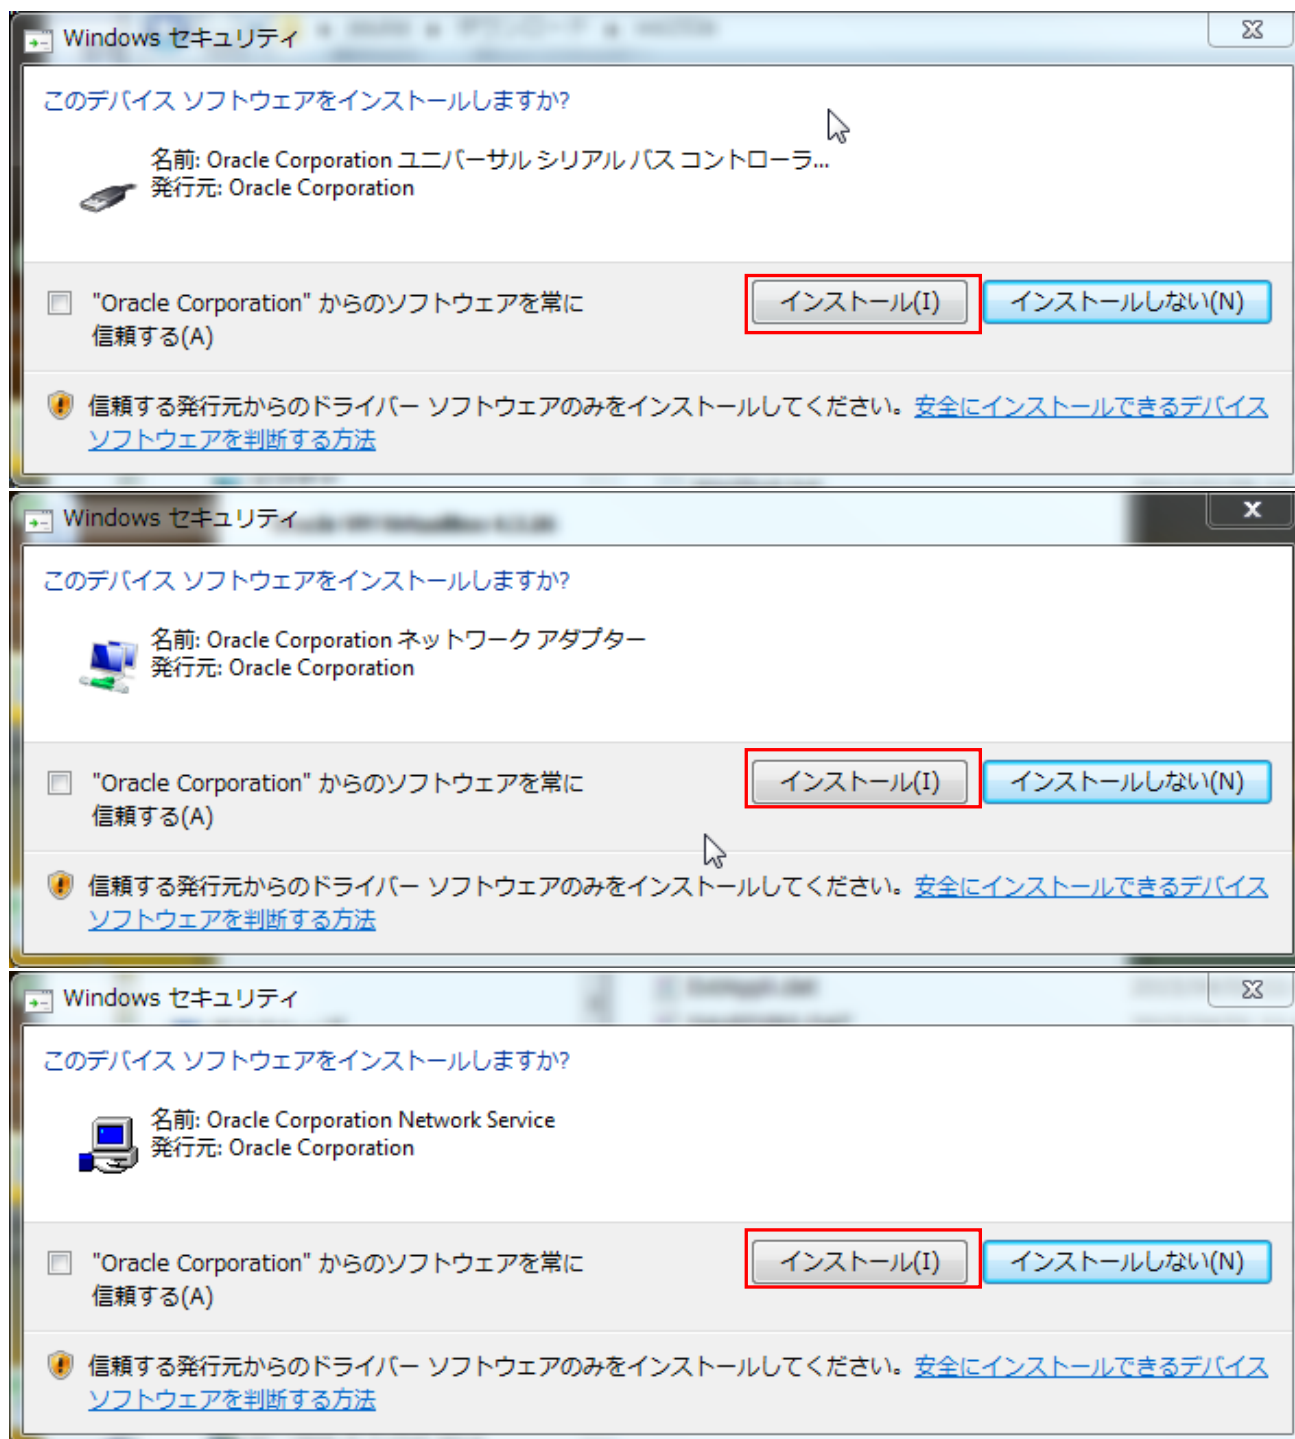 Windows セキュリティ
このデバイス ソフトウェアをインストールしますか?
名前: Oracle Corporation ユニバーサル シリアル バス コントローラ...
発行元: Oracle Corporation
"Oracle Corporation" からのソフトウェアを常に
信頼する(A)
インストール(I)
インストールしない(N)
信頼する発行元からのドライバー ソフトウェアのみをインストールしてください。安全にインストールできるデバイス
ソフトウェアを判断する方法
Windows セキュリティ
このデバイス ソフトウェアをインストールしますか?
名前: Oracle Corporation ネットワーク アダプター
発行元: Oracle Corporation
"Oracle Corporation" からのソフトウェアを常に
信頼する(A)
インストール(I)
インストールしない(N)
信頼する発行元からのドライバー ソフトウェアのみをインストールしてください。安全にインストールできるデバイス
ソフトウェアを判断する方法
Windows セキュリティ
このデバイス ソフトウェアをインストールしますか?
名前: Oracle Corporation Network Service
発行元: Oracle Corporation
"Oracle Corporation" からのソフトウェアを常に
信頼する(A)
インストール(I)
インストールしない(N)
信頼する発行元からのドライバー ソフトウェアのみをインストールしてください。安全にインストールできるデバイス
ソフトウェアを判断する方法